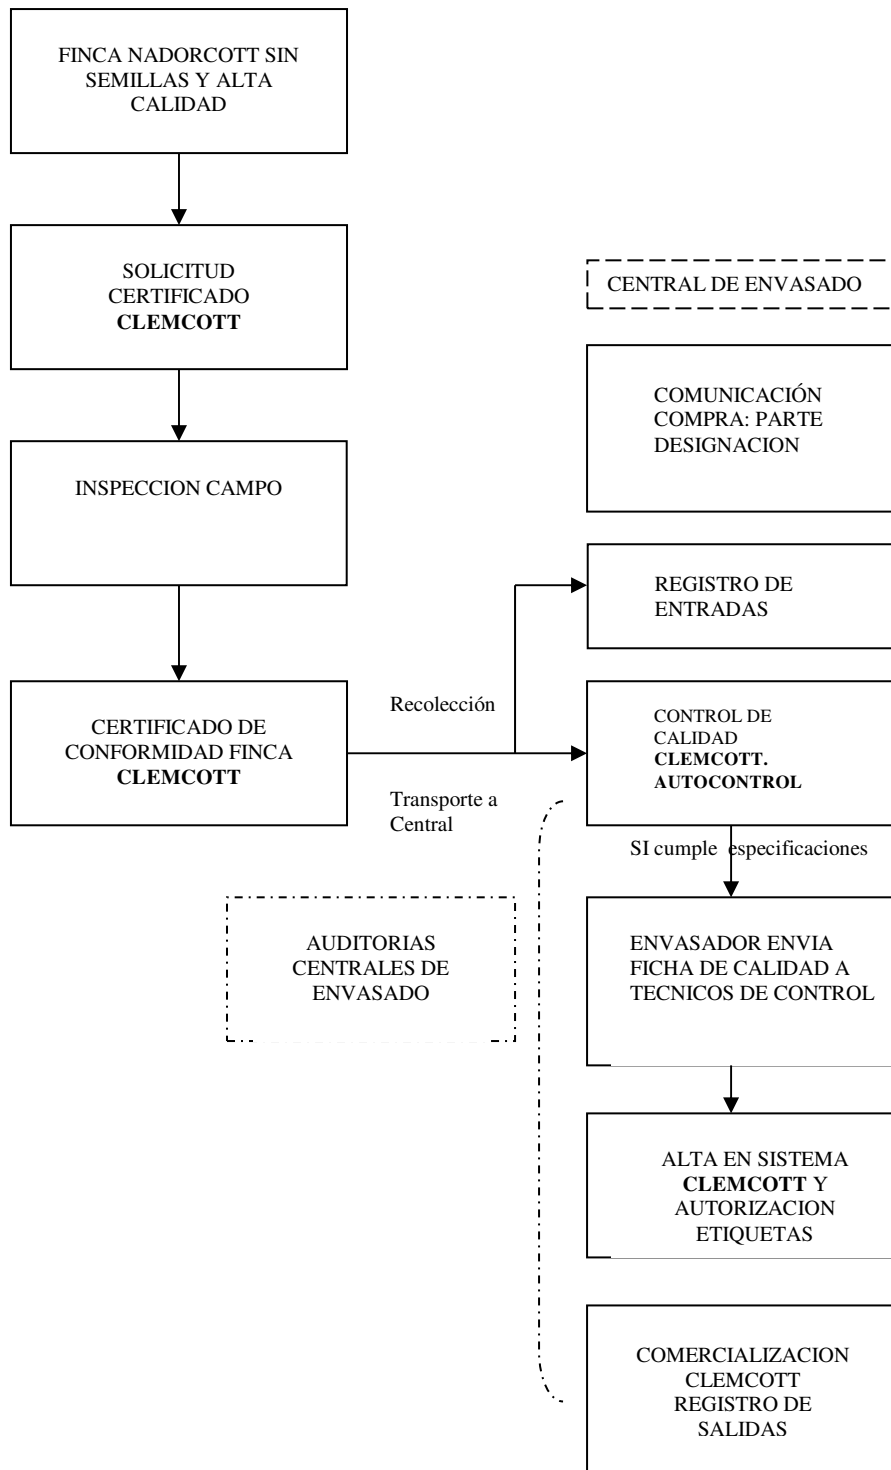 FINCA NADORCOTT SIN
SEMILLAS Y ALTA
CALIDAD
SOLICITUD
CERTIFICADO
CLEMCOTT
INSPECCION CAMPO
CERTIFICADO DE
CONFORMIDAD FINCA
CLEMCOTT
Recolección
Transporte a
Central
AUDITORIAS
CENTRALES DE
ENVASADO
CENTRAL DE ENVASADO
COMUNICACIÓN
COMPRA: PARTE
DESIGNACION
REGISTRO DE
ENTRADAS
CONTROL DE
CALIDAD
CLEMCOTT.
AUTOCONTROL
SI cumple especificaciones
ENVASADOR ENVIA
FICHA DE CALIDAD A
TECNICOS DE CONTROL
ALTA EN SISTEMA
CLEMCOTT Y
AUTORIZACION
ETIQUETAS
COMERCIALIZACION
CLEMCOTT
REGISTRO DE
SALIDAS